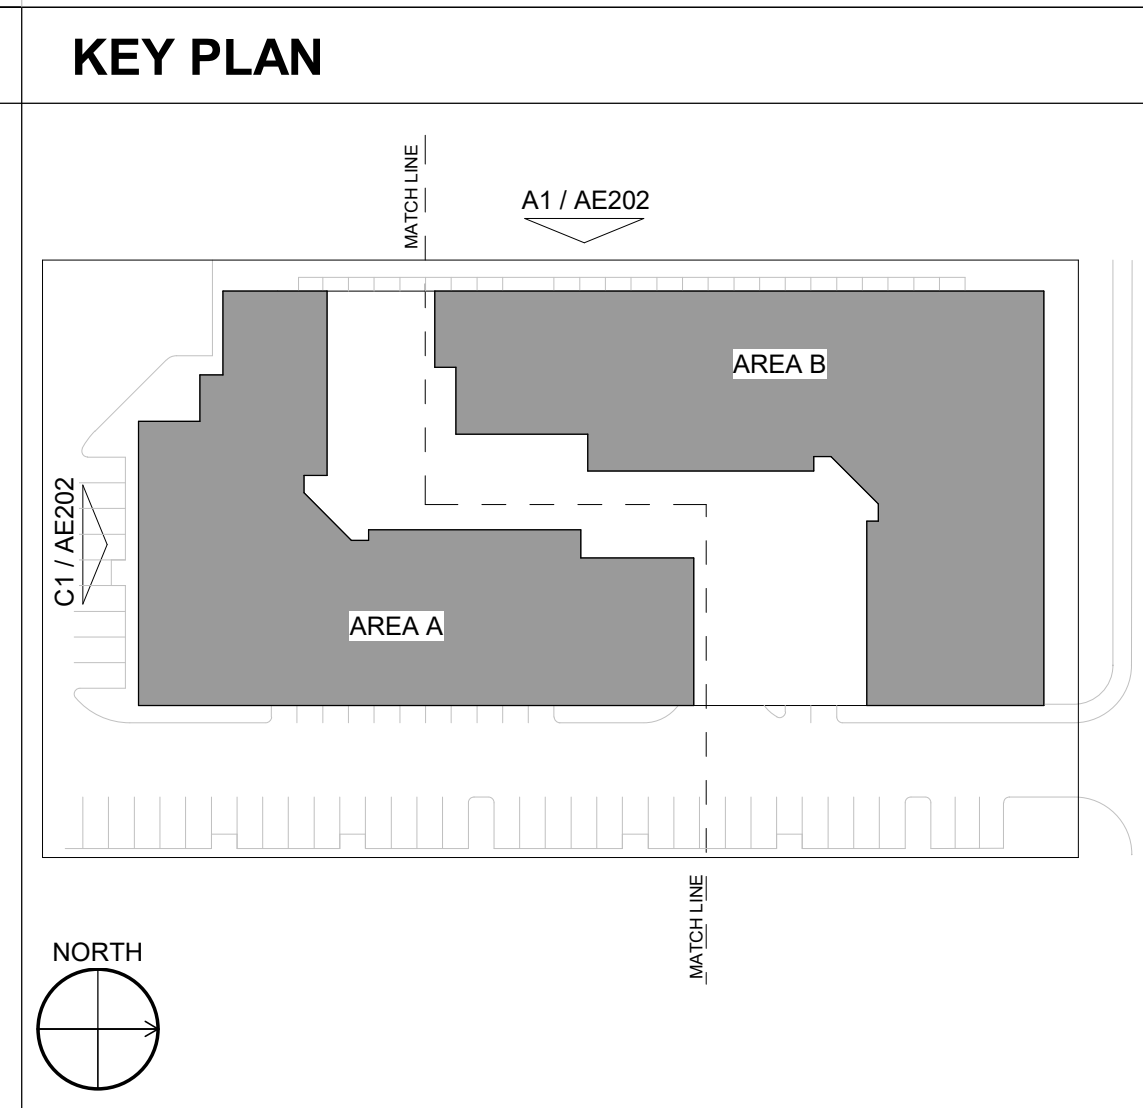 KEY PLAN
MATCH LINE
A1 / AE202
AREA B
C1 / AE202
AREA A
MATCH LINE
NORTH